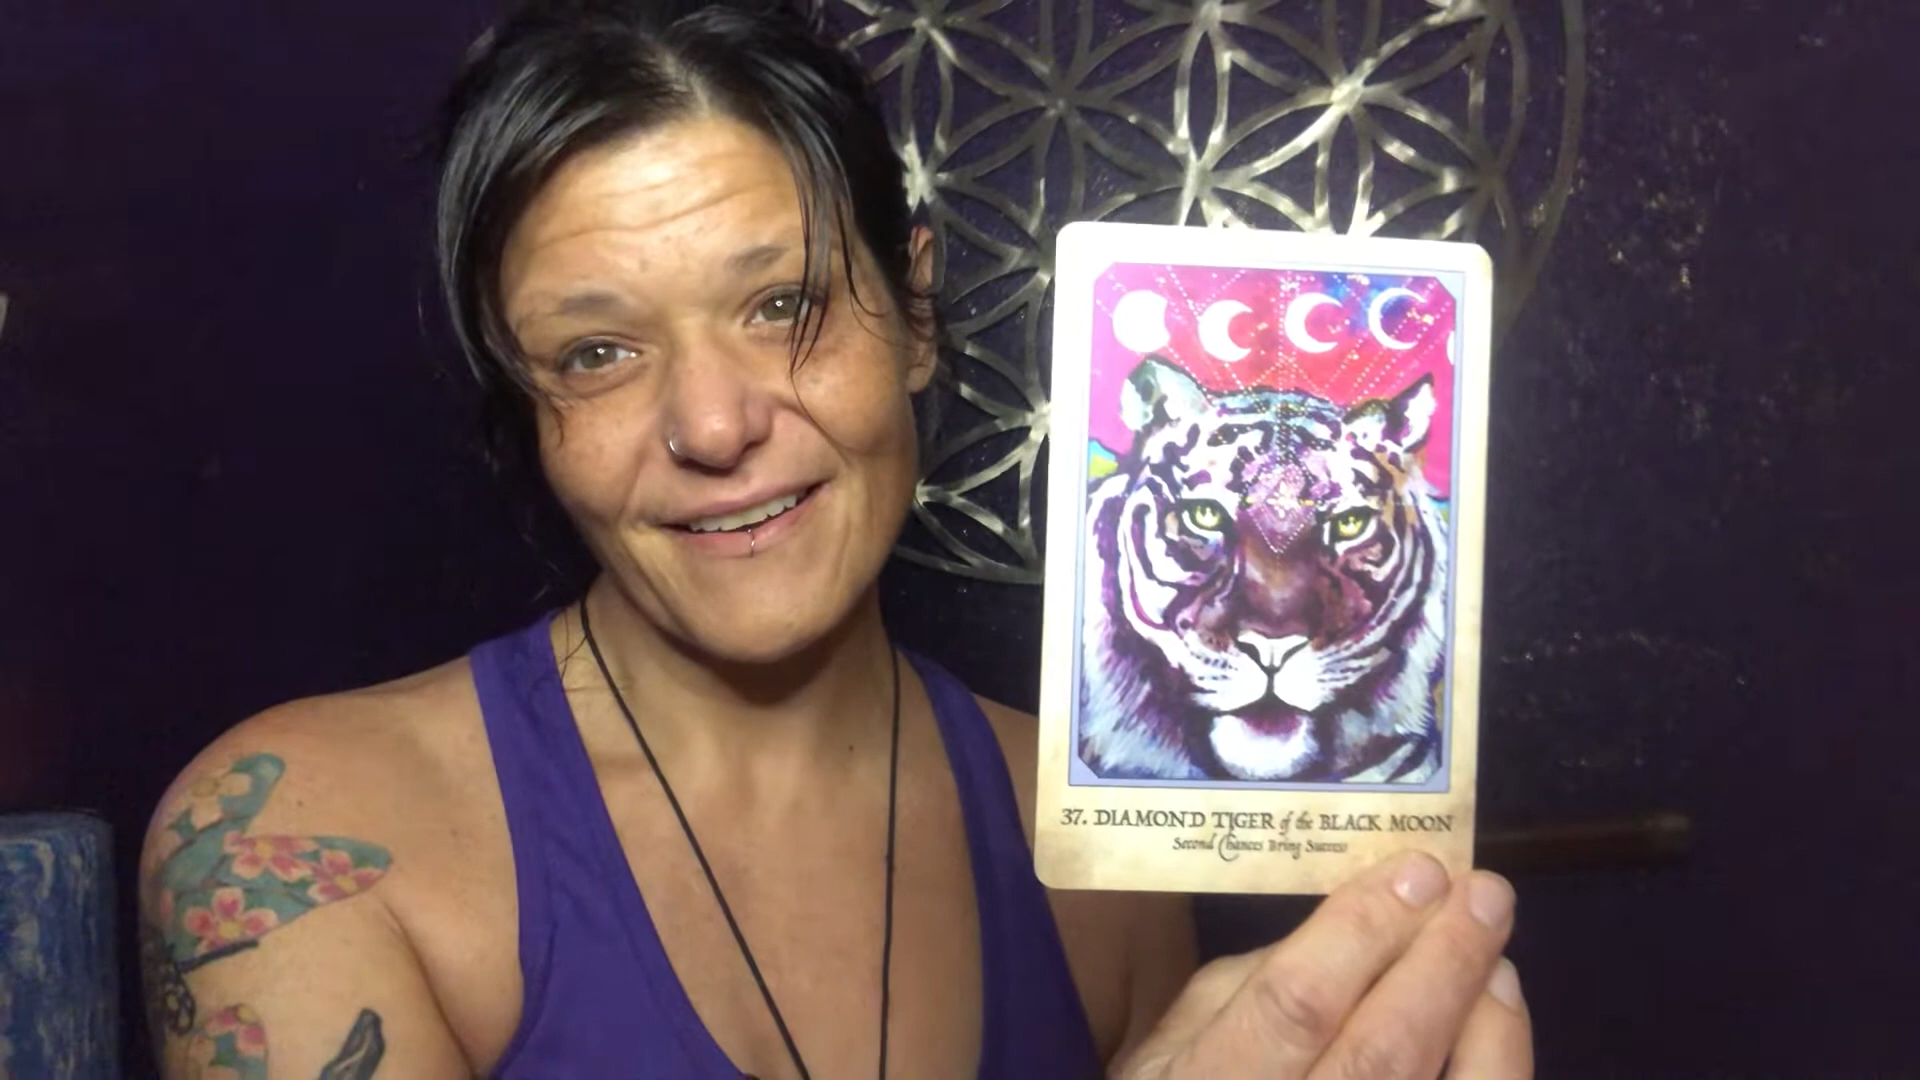 37. DIAMOND TIGER of the BLACK MOON
Second Chances Bring Success